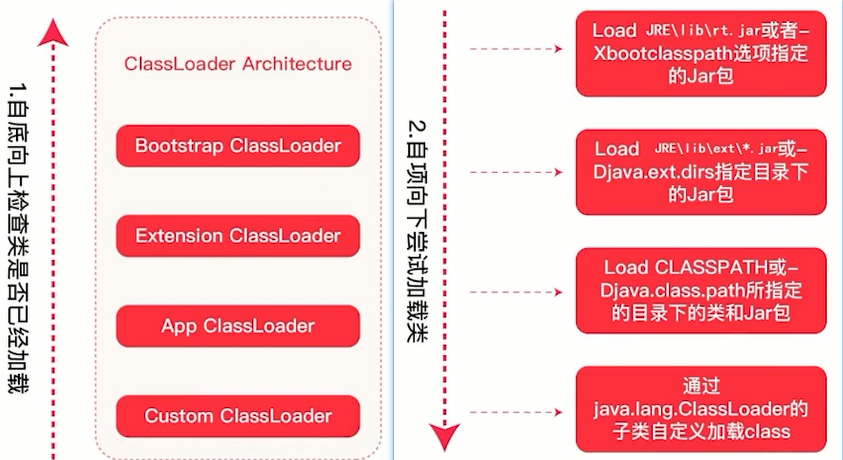 1.自底向上检查类是否已经加载
ClassLoader Architecture
Bootstrap ClassLoader
Extension ClassLoader
App ClassLoader
Custom ClassLoader
2.自项向下尝试加载类
Load JRE\lib\rt.jar或者-
Xbootclasspath选项指定
的Jar包
Load JRE\lib\ext\*.jar或-
Djava.ext.dirs指定目录下
的Jar包
Load CLASSPATH或-
Djava.class.path所指定
的目录下的类和Jar包
通过
java.lang.ClassLoader的
子类自定义加载class